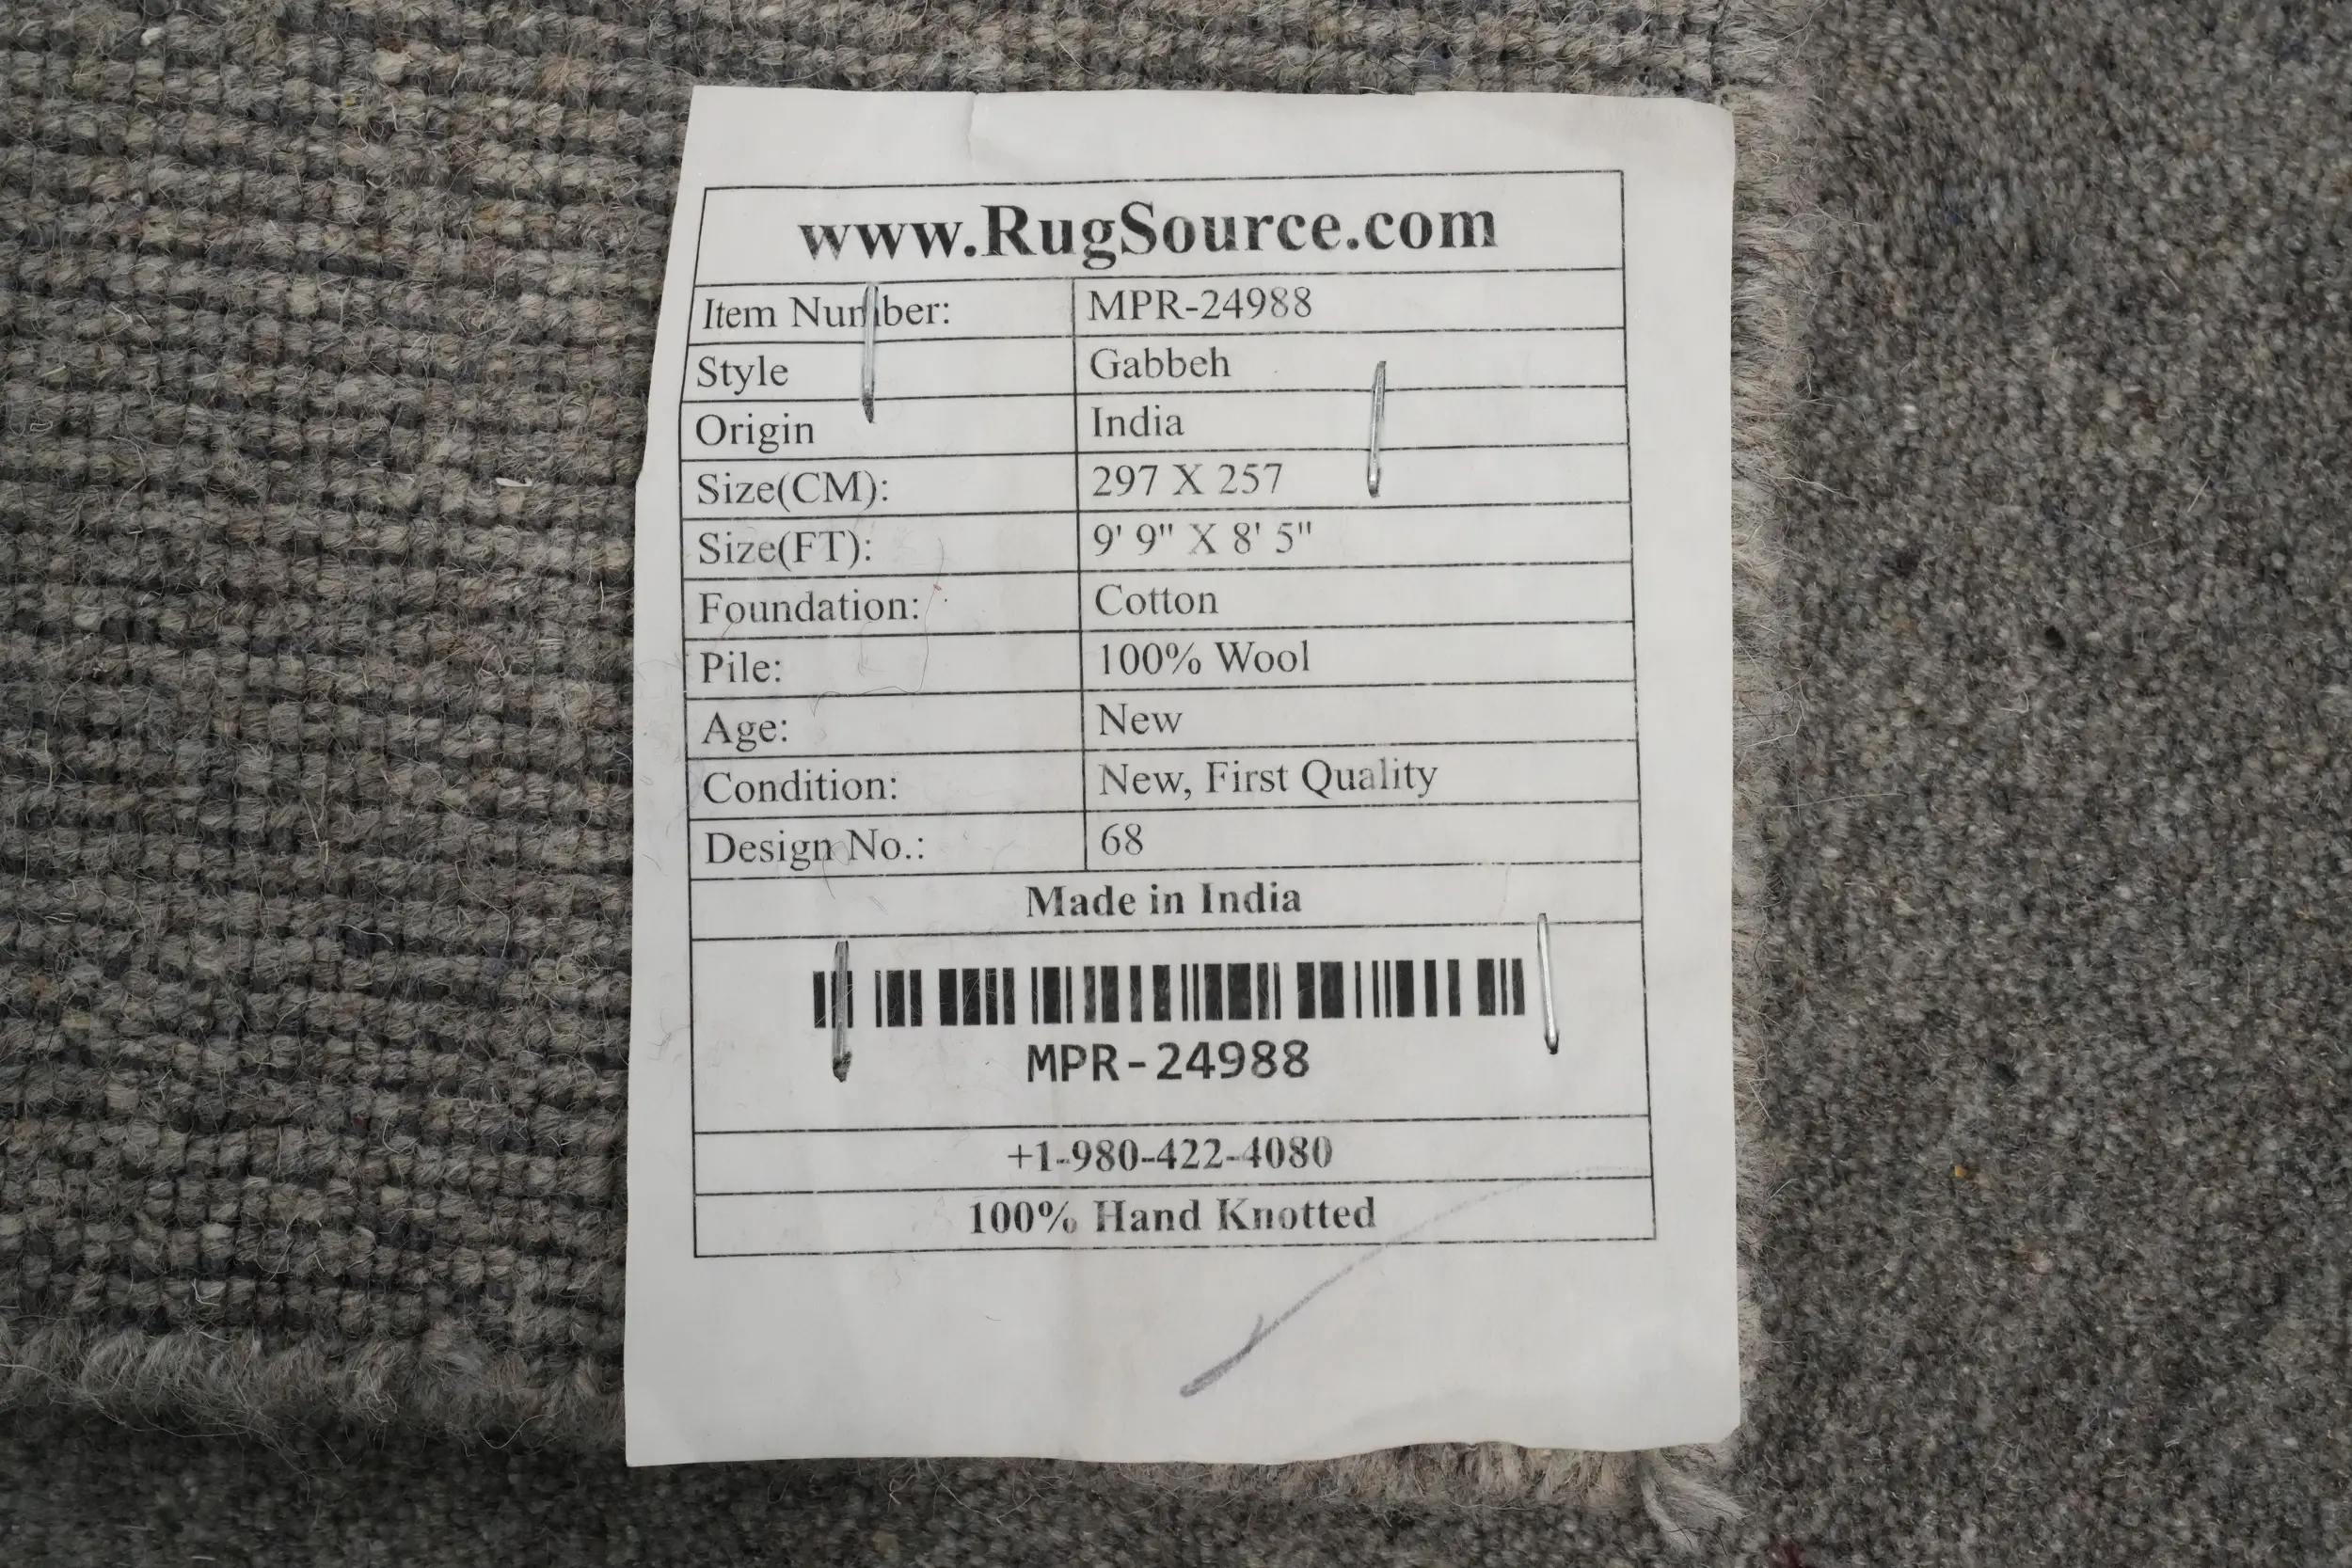 www.RugSource.com
Item Number: MPR-24988
Style Gabbeh
Origin India
Size(CM): 297 X 257
Size(FT): 9' 9" X 8' 5"
Foundation: Cotton
Pile: 100% Wool
Age: New
Condition: New, First Quality
Design No.: 68
Made in India
MPR-24988
+1-980-422-4080
100% Hand Knotted